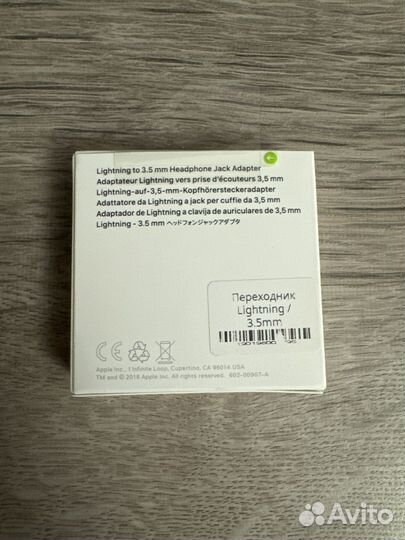 Lightning to 3.5 mm Headphone Jack Adapter
Adaptateur Lightning vers prise d'écouteurs 3,5 mm
Lightning-auf-3,5-mm-Kopfhörersteckeradapter
Adattatore da Lightning a jack per cuffie da 3,5 mm
Adaptador de Lightning a clavija de auriculares de 3,5 mm
Lightning - 3.5 mm ヘッドフォンジャックアダプタ
Переходник
Lightning /
3.5mm
Apple Inc., 1 Infinite Loop, Cupertino, CA 95014 USA
TM and © 2016 Apple Inc. All rights reserved. 602-00967-A
Avito